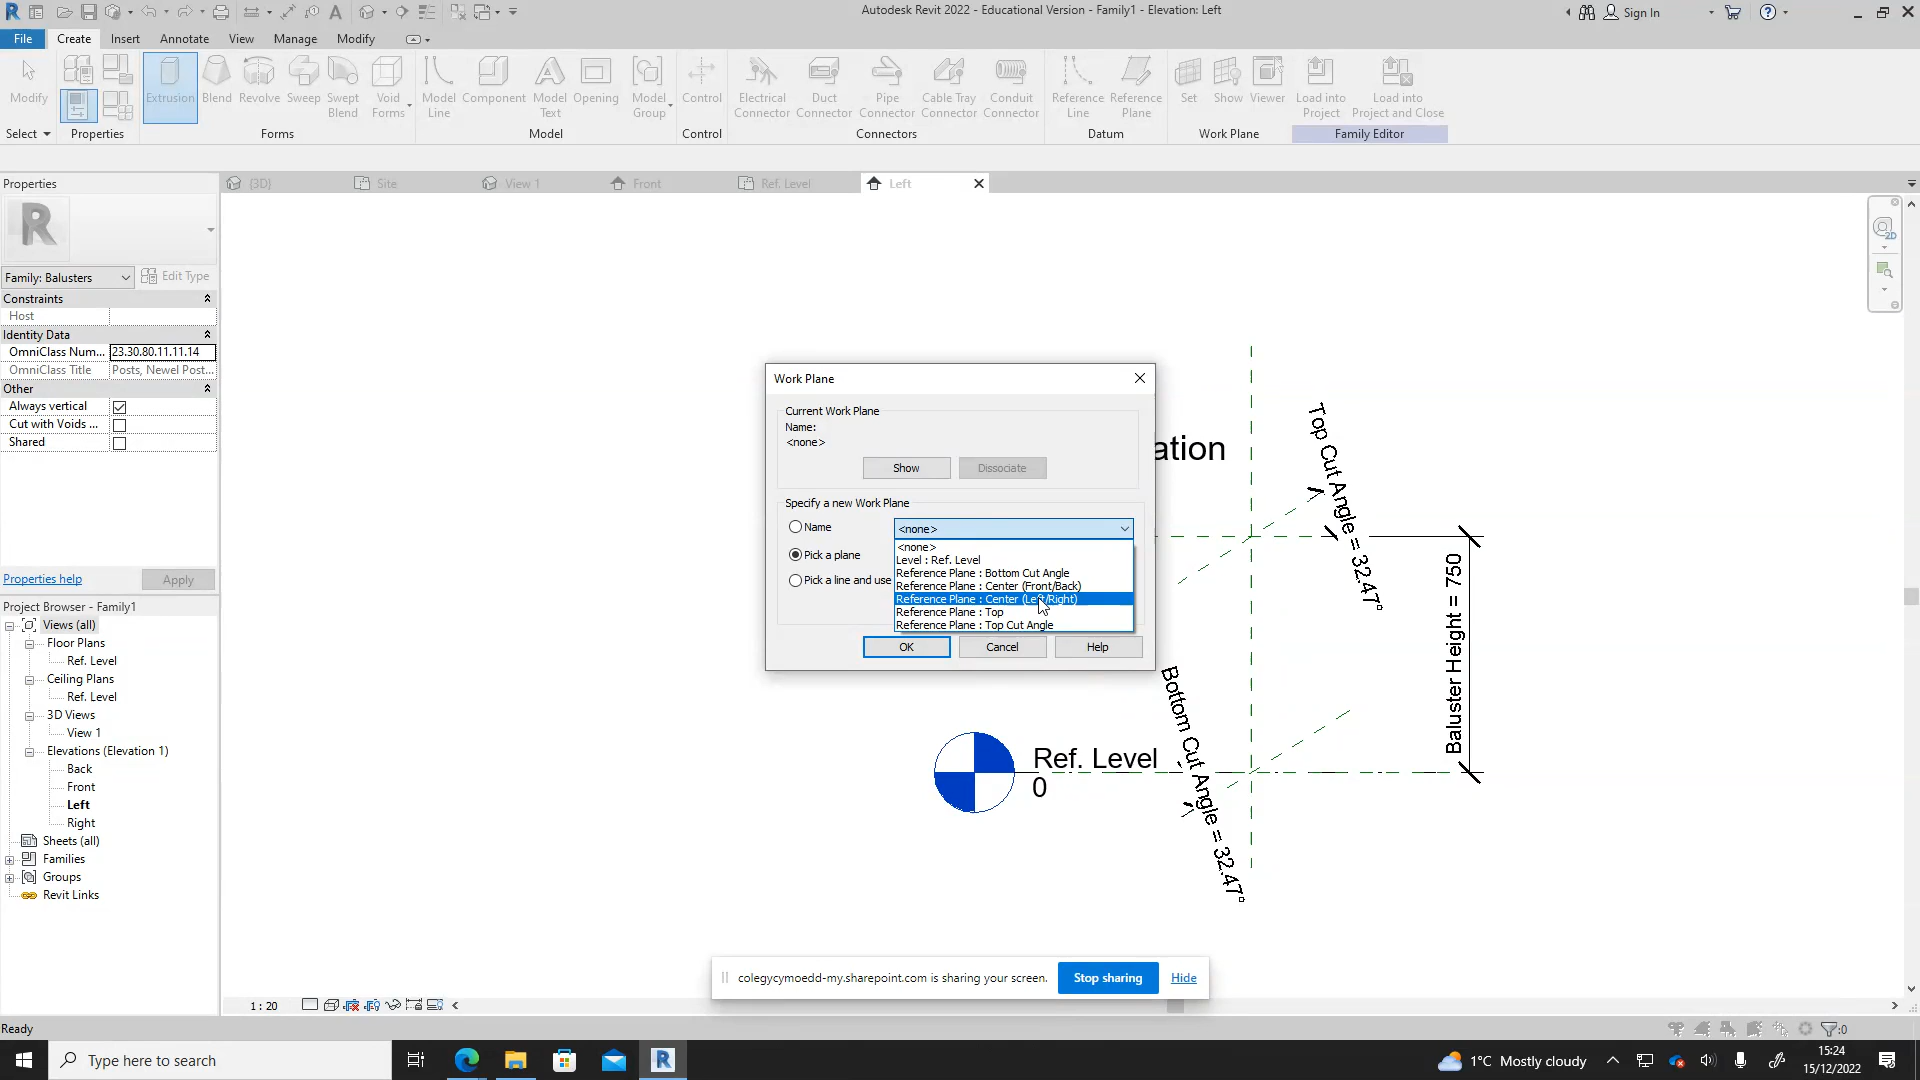 Autodesk Revit 2022 - Educational Version - Family1 - Elevation: Left
Sign In
File
Create
Insert
Annotate
View
Manage
Modify
Modify
Extrusion
Blend
Revolve
Sweep
Swept
Blend
Void
Forms
Model
Line
Component
Model
Text
Opening
Model
Group
Control
Electrical
Connector
Duct
Connector
Pipe
Connector
Cable Tray
Connector
Conduit
Connector
Reference
Line
Reference
Plane
Set
Show
Viewer
Load into
Project
Load into
Project and Close
Select
Properties
Forms
Model
Control
Connectors
Datum
Work Plane
Family Editor
Properties
{3D}
Site
View 1
Front
Ref. Level
Left
Family: Balusters
Edit Type
Constraints
Host
Identity Data
OmniClass Num... 23.30.80.11.11.14
OmniClass Title Posts, Newel Post...
Other
Always vertical
Cut with Voids ...
Shared
Properties help
Apply
Project Browser - Family1
Views (all)
Floor Plans
Ref. Level
Ceiling Plans
Ref. Level
3D Views
View 1
Elevations (Elevation 1)
Back
Front
Left
Right
Sheets (all)
Families
Groups
Revit Links
Work Plane
Current Work Plane
Name:
<none>
Show
Dissociate
Specify a new Work Plane
Name
<none>
Pick a plane
Pick a line and use
<none>
Level : Ref. Level
Reference Plane : Bottom Cut Angle
Reference Plane : Center (Front/Back)
Reference Plane : Center (Left/Right)
Reference Plane : Top
Reference Plane : Top Cut Angle
OK
Cancel
Help
ation
Top Cut Angle = 32.47°
Baluster Height = 750
Bottom Cut Angle = 32.47°
Ref. Level
0
2D
colegycymoedd-my.sharepoint.com is sharing your screen.
Stop sharing
Hide
1 : 20
Ready
:0
Type here to search
1°C Mostly cloudy
15:24
15/12/2022